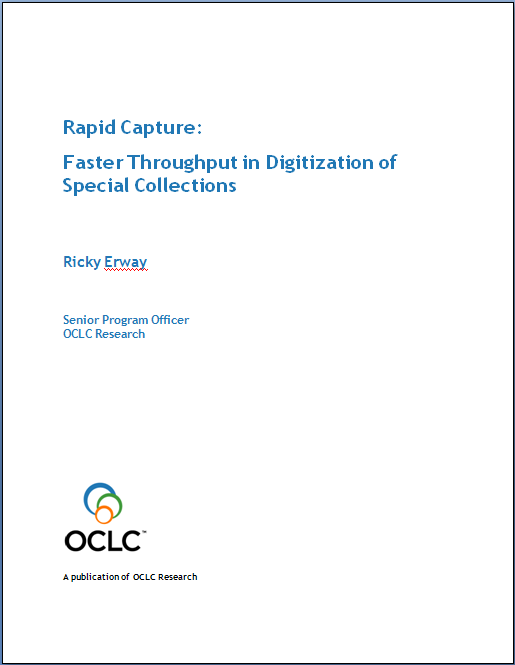 Rapid Capture:
Faster Throughput in Digitization of
Special Collections
Ricky Erway
Senior Program Officer
OCLC Research
OCLC™
A publication of OCLC Research